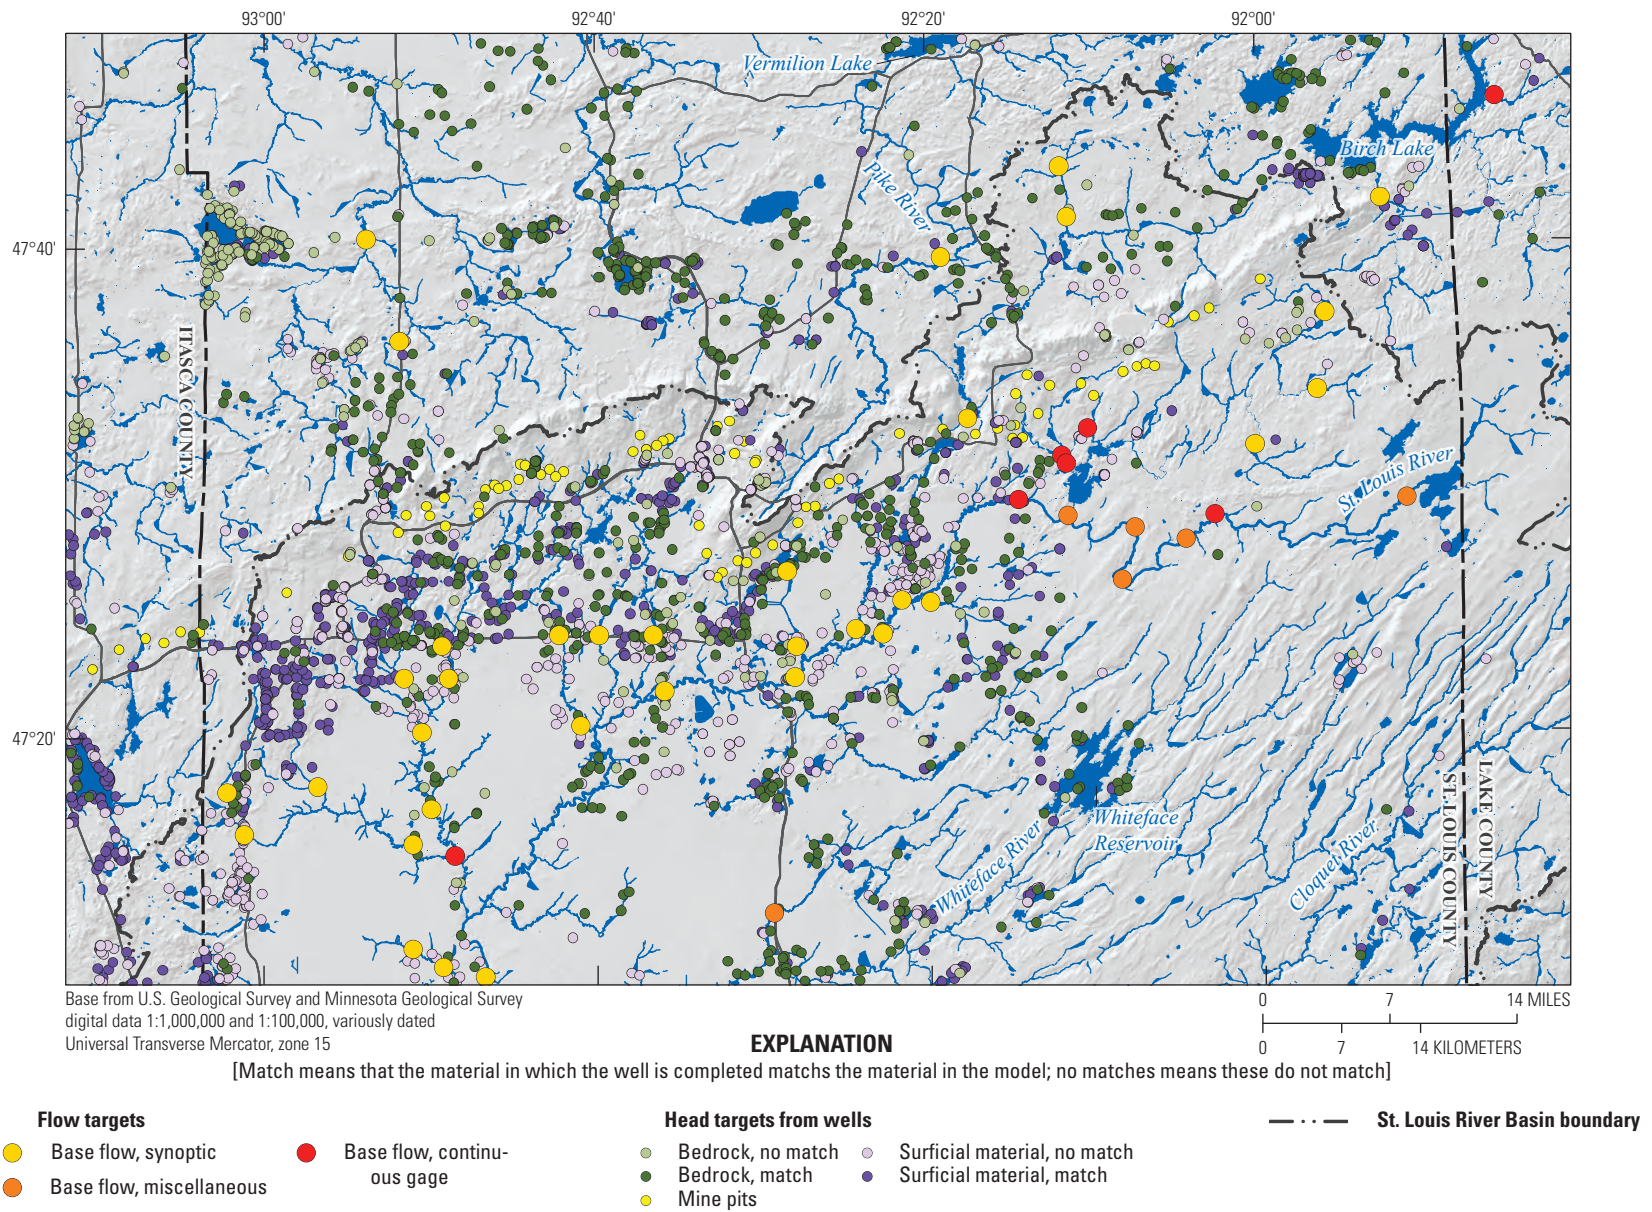 93°00'
92°40'
92°20'
92°00'
Vermilion Lake
Birch Lake
Pike River
47°40'
ITASCA COUNTY
St. Louis River
47°20'
Whiteface
Reservoir
Whiteface River
Cloquet River
ST. LOUIS COUNTY
LAKE COUNTY
Base from U.S. Geological Survey and Minnesota Geological Survey
digital data 1:1,000,000 and 1:100,000, variously dated
Universal Transverse Mercator, zone 15
0 7 14 MILES
0 7 14 KILOMETERS
EXPLANATION
[Match means that the material in which the well is completed matchs the material in the model; no matches means these do not match]
Flow targets
Base flow, synoptic
Base flow, miscellaneous
Base flow, continu-
ous gage
Head targets from wells
Bedrock, no match
Bedrock, match
Mine pits
Surficial material, no match
Surficial material, match
St. Louis River Basin boundary